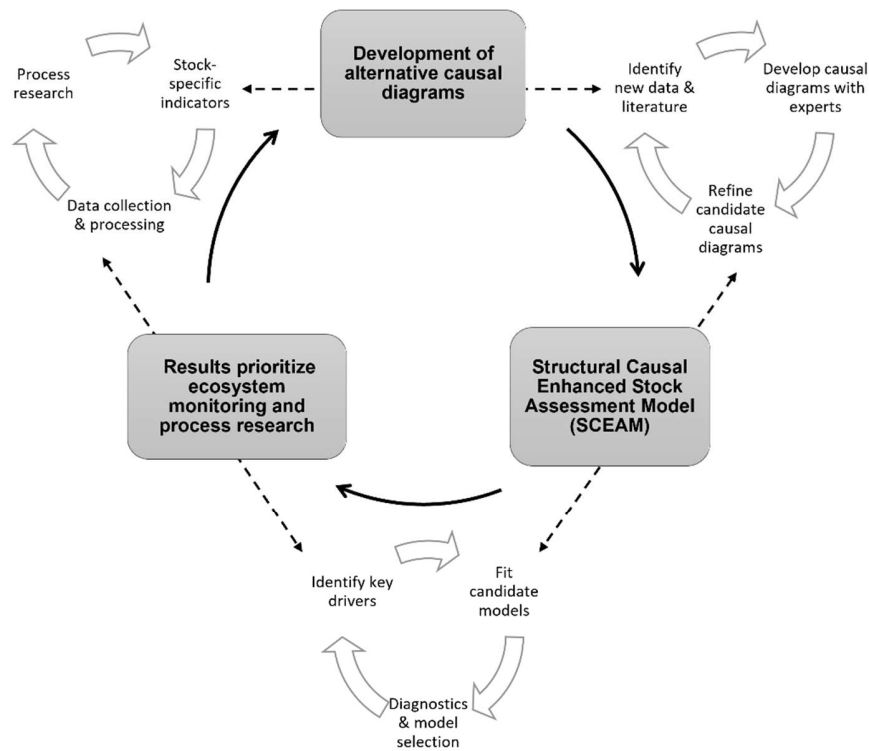 Development of
alternative causal
diagrams
Process
research
Stock-
specific
indicators
Data collection
& processing
Identify
new data &
literature
Develop causal
diagrams with
experts
Refine
candidate
causal
diagrams
Results prioritize
ecosystem
monitoring and
process research
Structural Causal
Enhanced Stock
Assessment Model
(SCEAM)
Identify key
drivers
Fit
candidate
models
Diagnostics
& model
selection